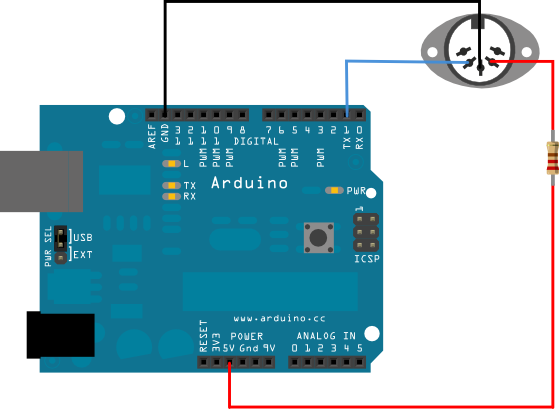 AREF
GND
13
12
11
10
9
8
7
6
5
4
3
2
1
0
DIGITAL
PWM
PWM
PWM
PWM
PWM
PWM
TX
RX
L
TX
RX
Arduino
PWR
1
ICSP
PWR SEL
USB
EXT
www.arduino.cc
POWER
RESET
3V3
5V Gnd 9V
ANALOG IN
0 1 2 3 4 5